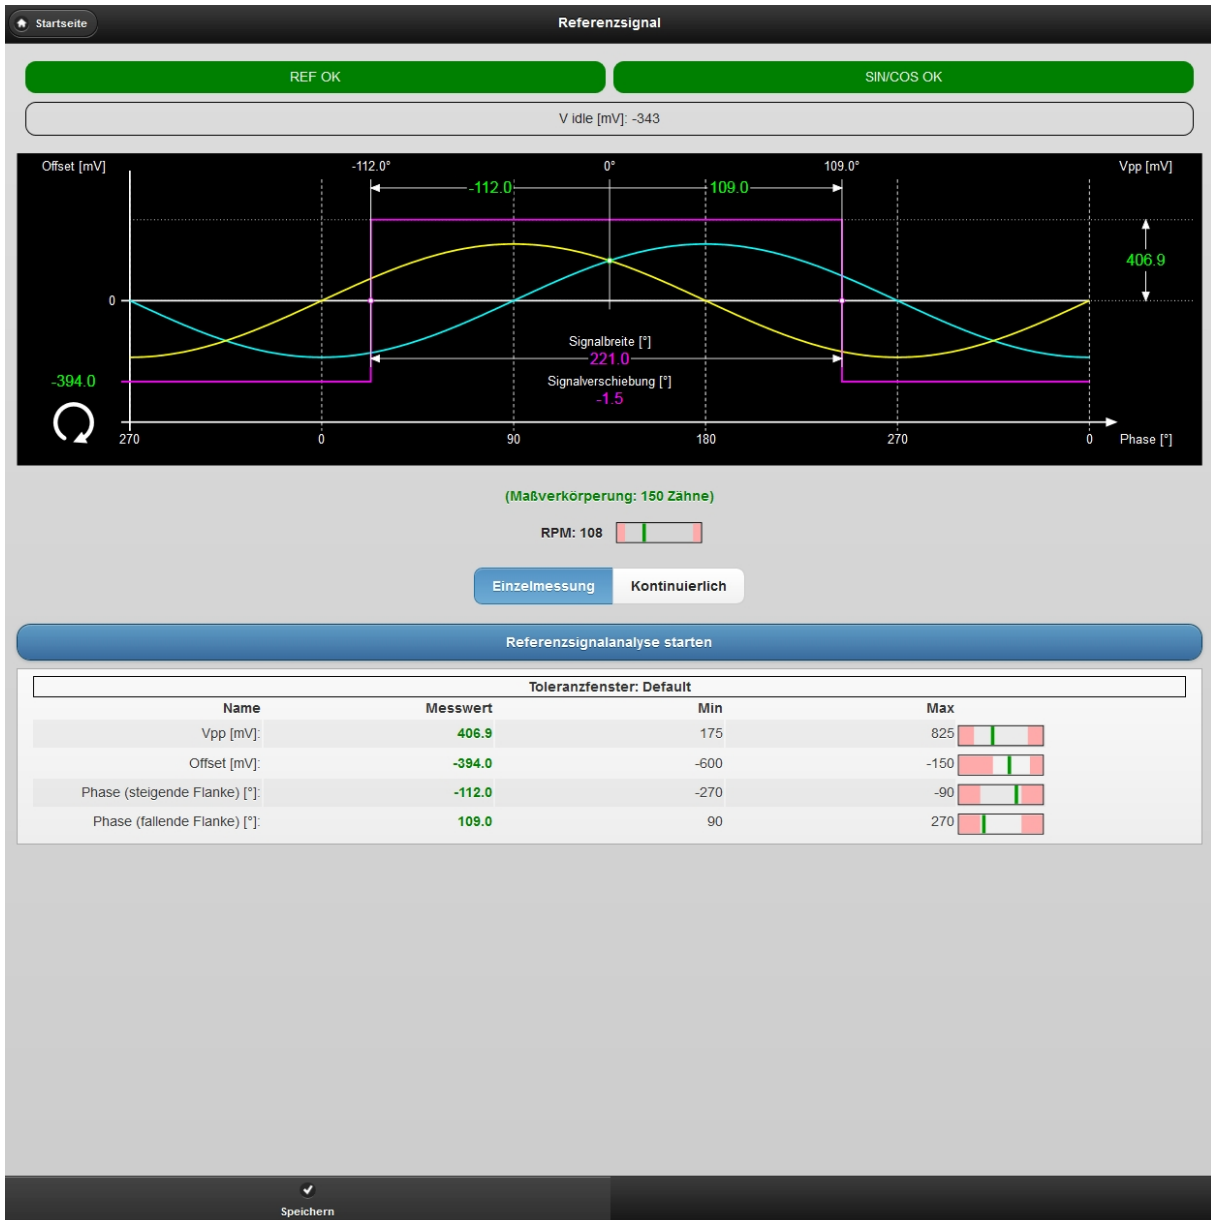 Startseite
Referenzsignal
REF OK
SIN/COS OK
V idle [mV]: -343
Offset [mV]
-112.0°
0°
109.0°
Vpp [mV]
-112.0
109.0
406.9
0
Signalbreite [°]
221.0
-394.0
Signalverschiebung [°]
-1.5
270
0
90
180
270
0
Phase [°]
(Maßverkörperung: 150 Zähne)
RPM: 108
Einzelmessung
Kontinuierlich
Referenzsignalanalyse starten
Toleranzfenster: Default
Name Messwert Min Max
Vpp [mV]: 406.9 175 825
Offset [mV]: -394.0 -600 -150
Phase (steigende Flanke) [°]: -112.0 -270 -90
Phase (fallende Flanke) [°]: 109.0 90 270
Speichern